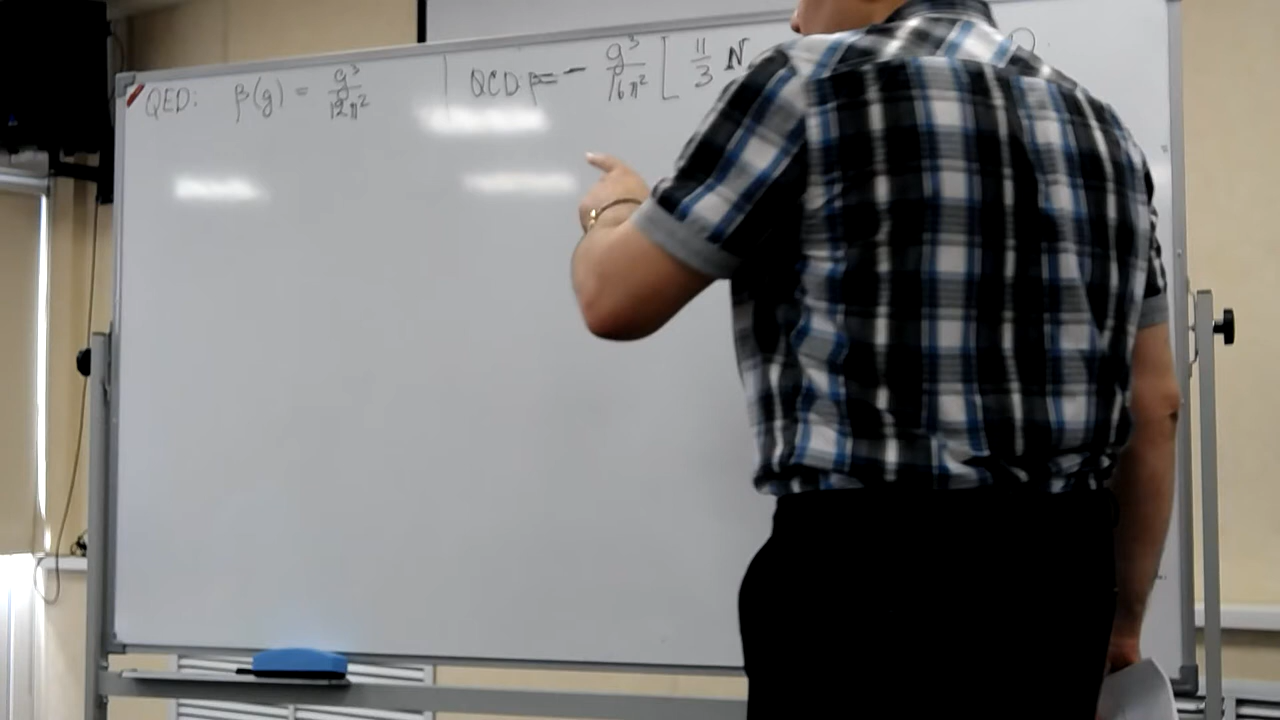 QED: β(g) = g³/12π²
QCD: β = - g³/16π² [ 11/3 N